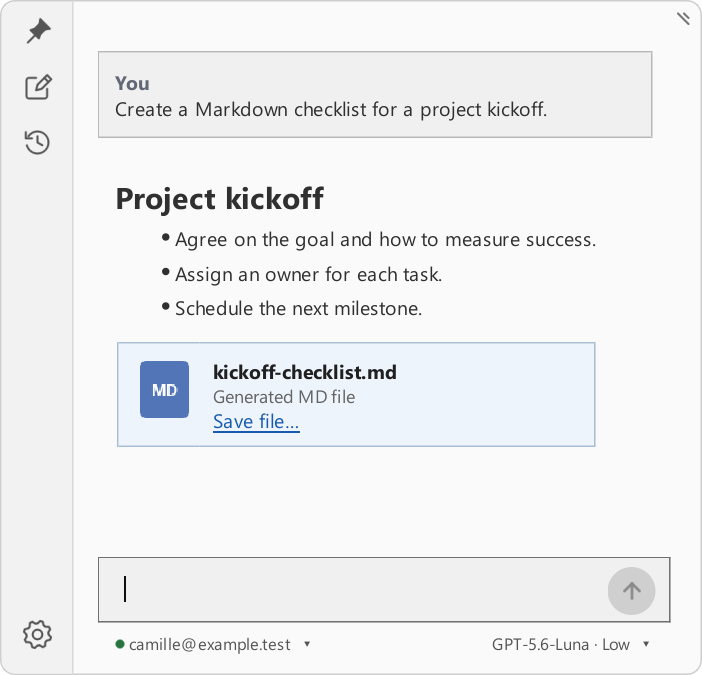 You
Create a Markdown checklist for a project kickoff.
Project kickoff
• Agree on the goal and how to measure success.
• Assign an owner for each task.
• Schedule the next milestone.
MD
kickoff-checklist.md
Generated MD file
Save file...
camille@example.test
GPT-5.6-Luna · Low